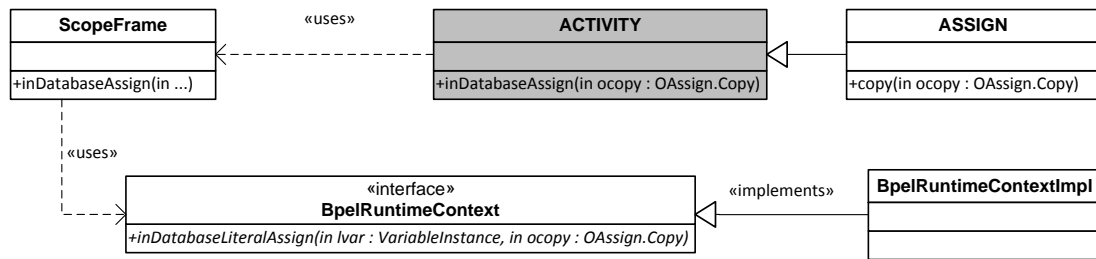 «uses»
ScopeFrame
+inDatabaseAssign(in ...)
ACTIVITY
+inDatabaseAssign(in ocopy : OAssign.Copy)
ASSIGN
+copy(in ocopy : OAssign.Copy)
«uses»
«interface»
BpelRuntimeContext
+inDatabaseLiteralAssign(in lvar : VariableInstance, in ocopy : OAssign.Copy)
«implements»
BpelRuntimeContextImpl